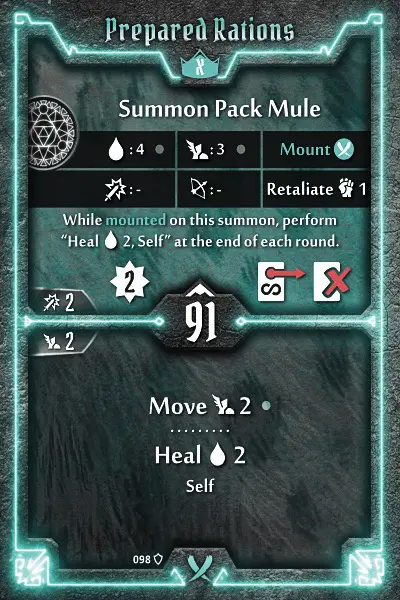 Prepared Rations
X
Summon Pack Mule
: 4
: 3
Mount
: -
: -
Retaliate 1
While mounted on this summon, perform
"Heal 2, Self" at the end of each round.
2
2
91
2
Move 2
Heal 2
Self
098